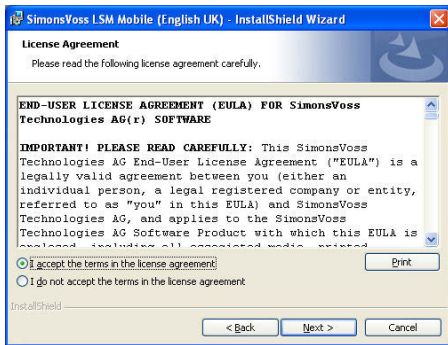 SimonsVoss LSM Mobile (English UK) - InstallShield Wizard
License Agreement
Please read the following license agreement carefully.
END-USER LICENSE AGREEMENT (EULA) FOR SimonsVoss
Technologies AG(r) SOFTWARE
IMPORTANT! PLEASE READ CAREFULLY: This SimonsVoss
Technologies AG End-User License Agreement ("EULA") is a
legally valid agreement between you (either an
individual person, a legal registered company or entity,
referred to as "you" in this EULA) and SimonsVoss
Technologies AG, and applies to the SimonsVoss
Technologies AG Software Product with which this EULA is
I accept the terms in the license agreement
Print
I do not accept the terms in the license agreement
InstallShield
< Back
Next >
Cancel